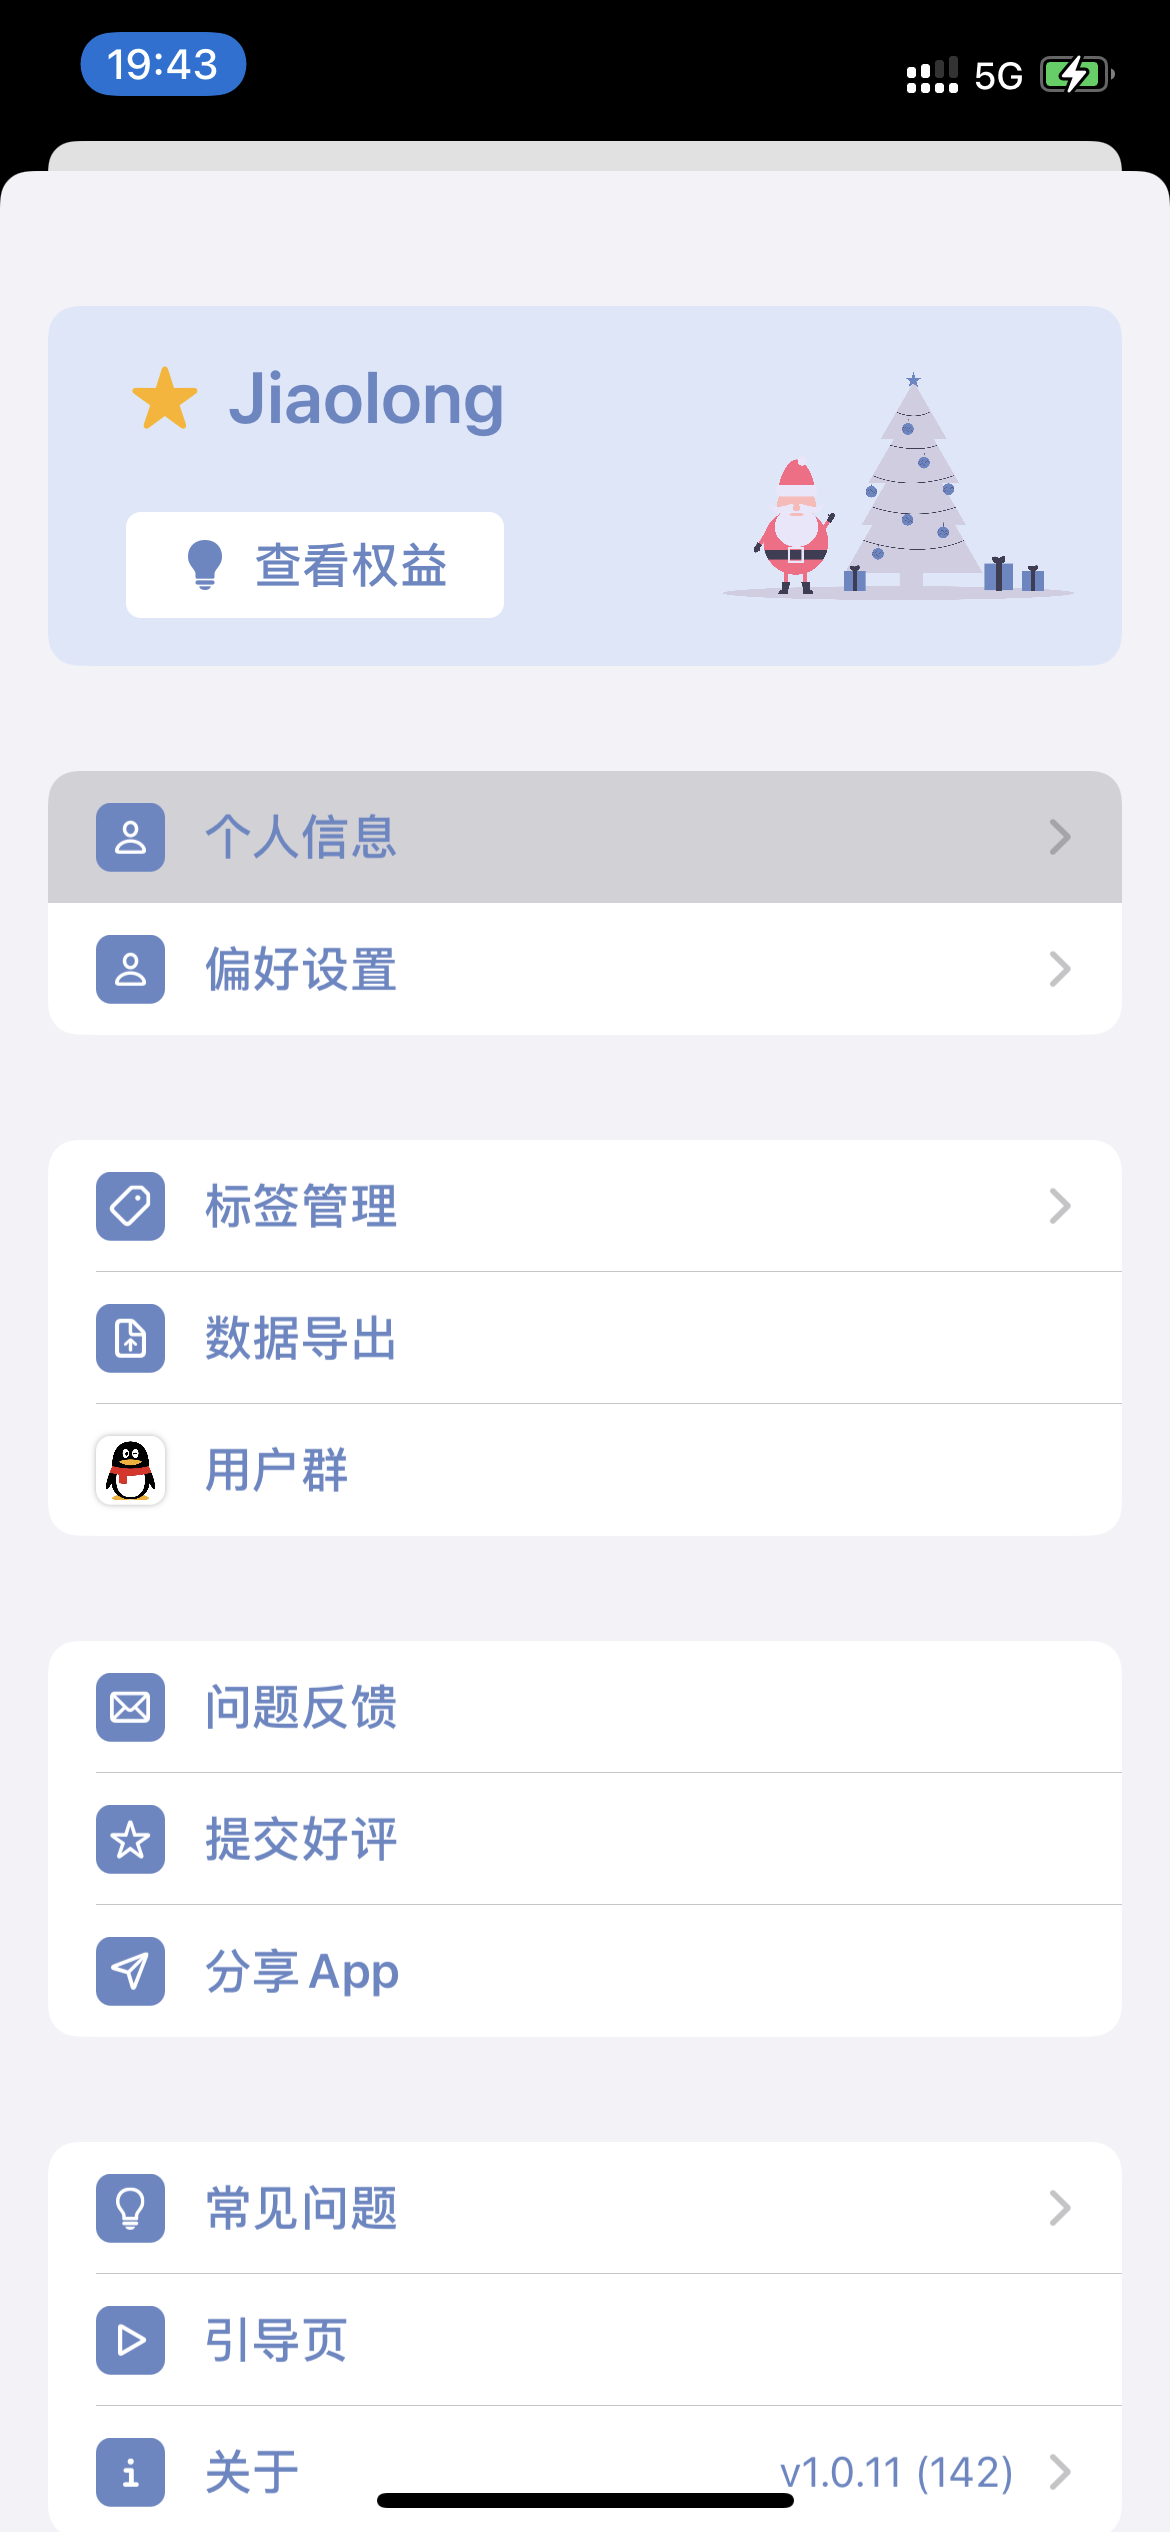 19:43
5G
Jiaolong
查看权益
个人信息
偏好设置
标签管理
数据导出
用户群
问题反馈
提交好评
分享 App
常见问题
引导页
关于 v1.0.11 (142)